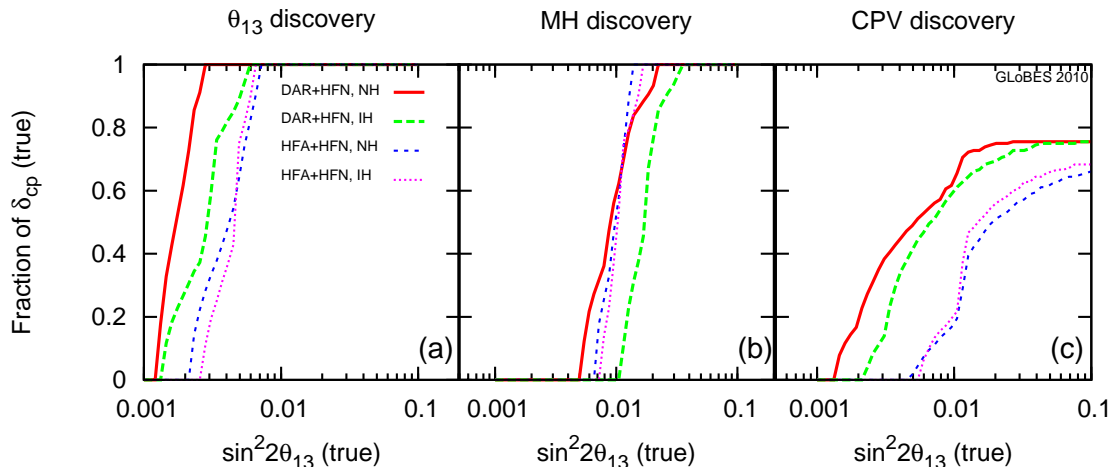 θ13 discovery MH discovery CPV discovery
GLoBES 2010
Fraction of δcp (true)
1
0.8
0.6
0.4
0.2
0
DAR+HFN, NH
DAR+HFN, IH
HFA+HFN, NH
HFA+HFN, IH
(a) (b) (c)
0.001 0.01 0.1 0.001 0.01 0.1 0.001 0.01 0.1
sin²2θ13 (true) sin²2θ13 (true) sin²2θ13 (true)